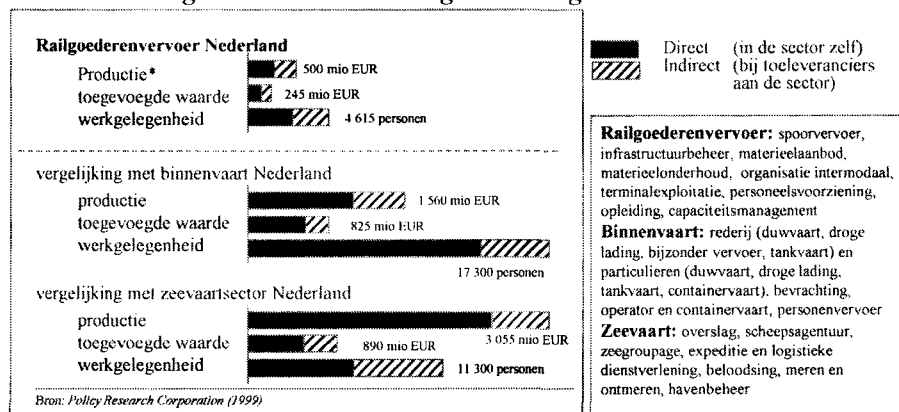 Railgoederenvervoer Nederland
Productie* 500 mio EUR
toegevoegde waarde 245 mio EUR
werkgelegenheid 4 615 personen
vergelijking met binnenvaart Nederland
productie 1 560 mio EUR
toegevoegde waarde 825 mio EUR
werkgelegenheid
17 300 personen
vergelijking met zeevaartsector Nederland
productie
3 055 mio EUR
toegevoegde waarde 890 mio EUR
werkgelegenheid 11 300 personen
Bron: Policy Research Corporation (1999)
Direct (in de sector zelf)
Indirect (bij toeleveranciers
aan de sector)
Railgoederenvervoer: spoorvervoer,
infrastructuurbeheer, materieelaanbod,
materieelonderhoud, organisatie intermodaal,
terminalexploitatie, personeelsvoorziening,
opleiding, capaciteitsmanagement
Binnenvaart: rederij (duwvaart, droge
lading, bijzonder vervoer, tankvaart) en
particulieren (duwvaart, droge lading,
tankvaart, containervaart), bevrachting,
operator en containervaart, personenvervoer
Zeevaart: overslag, scheepsagentuur,
zeegroupage, expeditie en logistieke
dienstverlening, beloodsing, meren en
ontmeren, havenbeheer